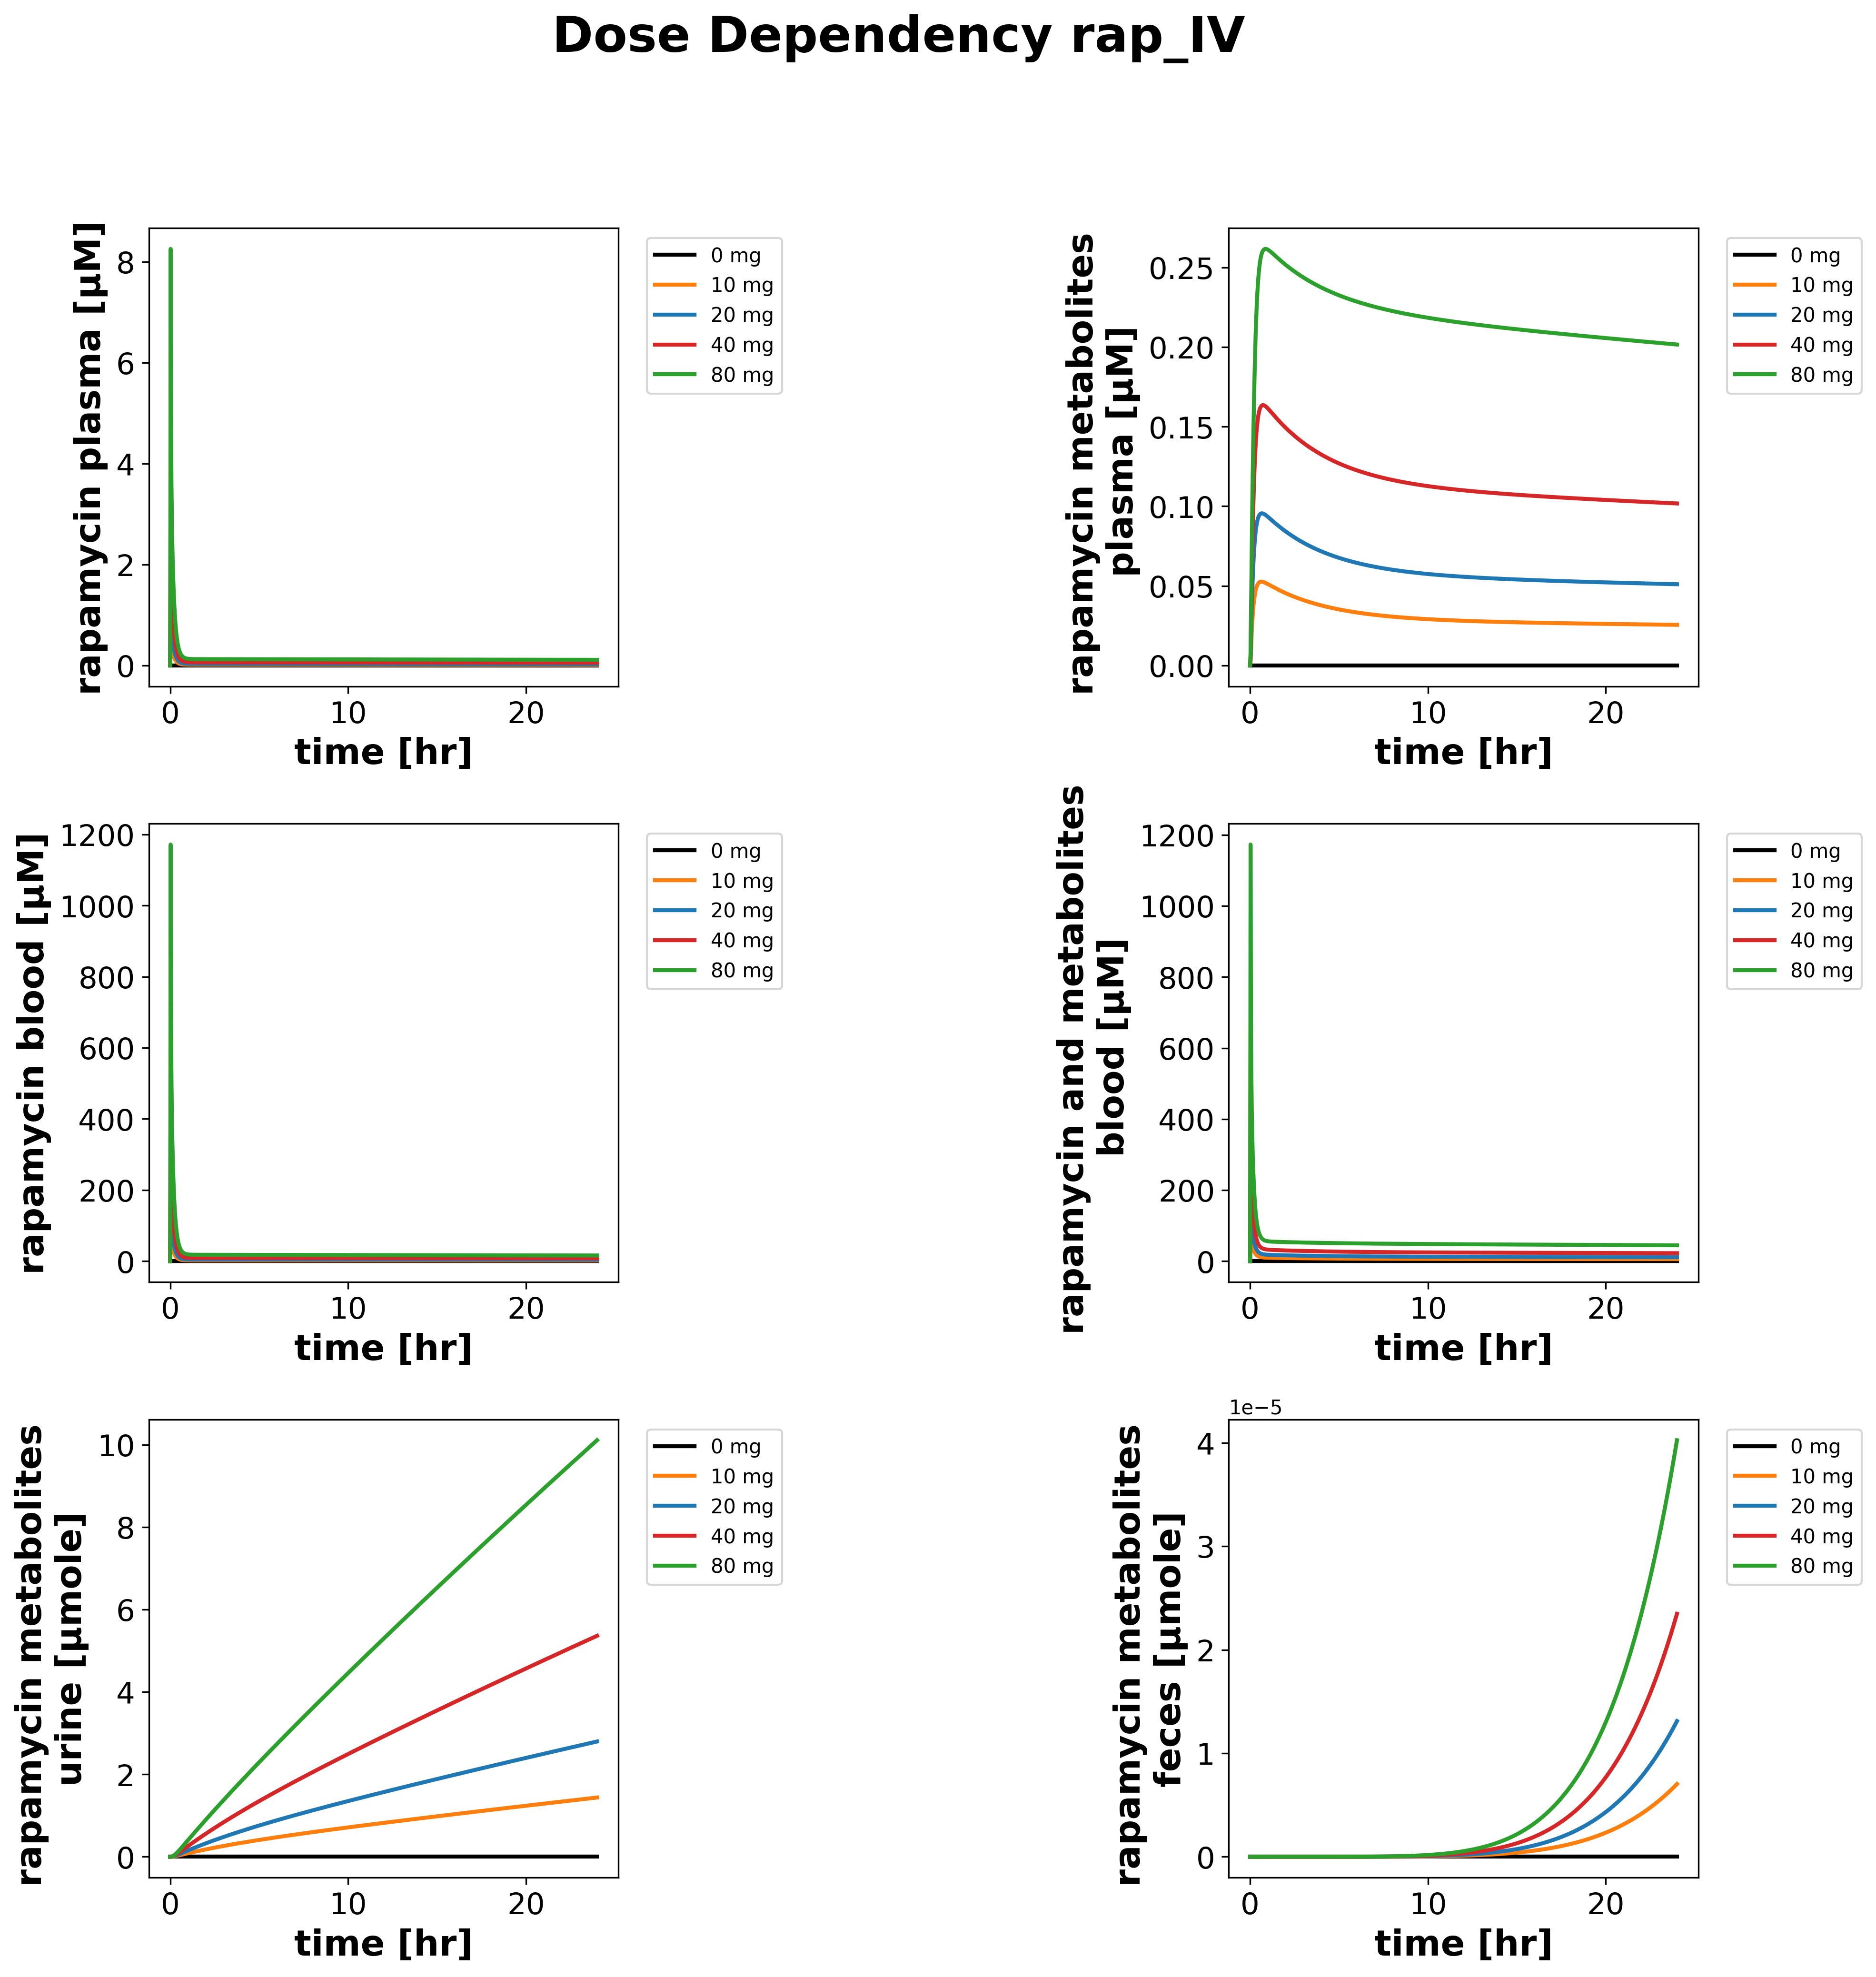 Dose Dependency rap_IV
rapamycin plasma [µM]
8
6
4
2
0
0 10 20
time [hr]
0 mg
10 mg
20 mg
40 mg
80 mg
rapamycin metabolites
plasma [µM]
0.25
0.20
0.15
0.10
0.05
0.00
0 10 20
time [hr]
0 mg
10 mg
20 mg
40 mg
80 mg
rapamycin blood [µM]
1200
1000
800
600
400
200
0
0 10 20
time [hr]
0 mg
10 mg
20 mg
40 mg
80 mg
rapamycin and metabolites
blood [µM]
1200
1000
800
600
400
200
0
0 10 20
time [hr]
0 mg
10 mg
20 mg
40 mg
80 mg
rapamycin metabolites
urine [µmole]
10
8
6
4
2
0
0 10 20
time [hr]
0 mg
10 mg
20 mg
40 mg
80 mg
rapamycin metabolites
feces [µmole]
1e−5
4
3
2
1
0
0 10 20
time [hr]
0 mg
10 mg
20 mg
40 mg
80 mg